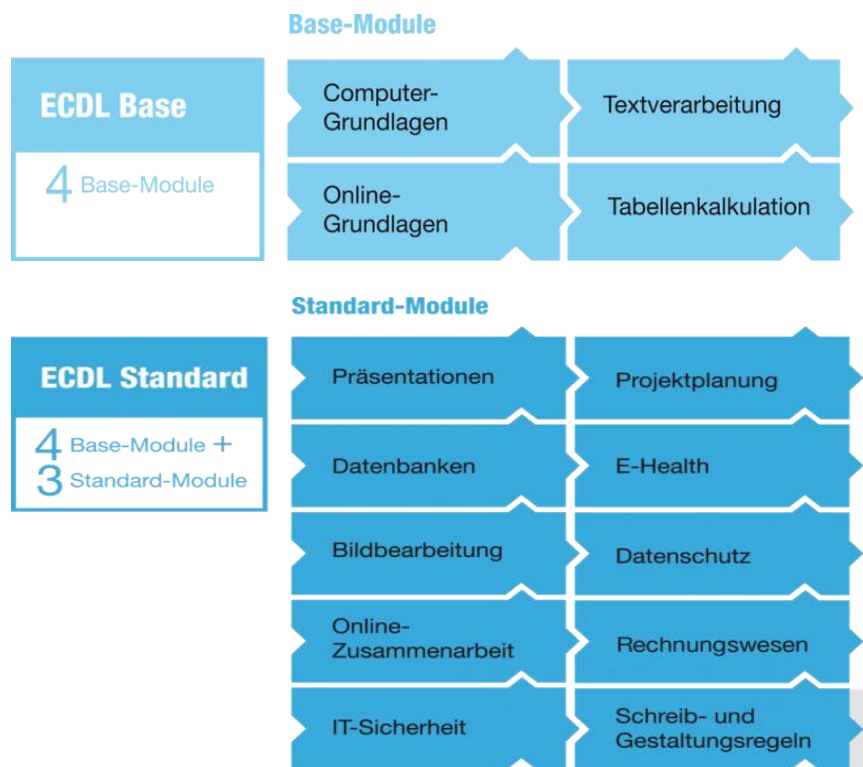 Base-Module
ECDL Base
4 Base-Module
Computer-
Grundlagen
Textverarbeitung
Online-
Grundlagen
Tabellenkalkulation
Standard-Module
ECDL Standard
4 Base-Module +
3 Standard-Module
Präsentationen
Projektplanung
Datenbanken
E-Health
Bildbearbeitung
Datenschutz
Online-
Zusammenarbeit
Rechnungswesen
IT-Sicherheit
Schreib- und
Gestaltungsregeln